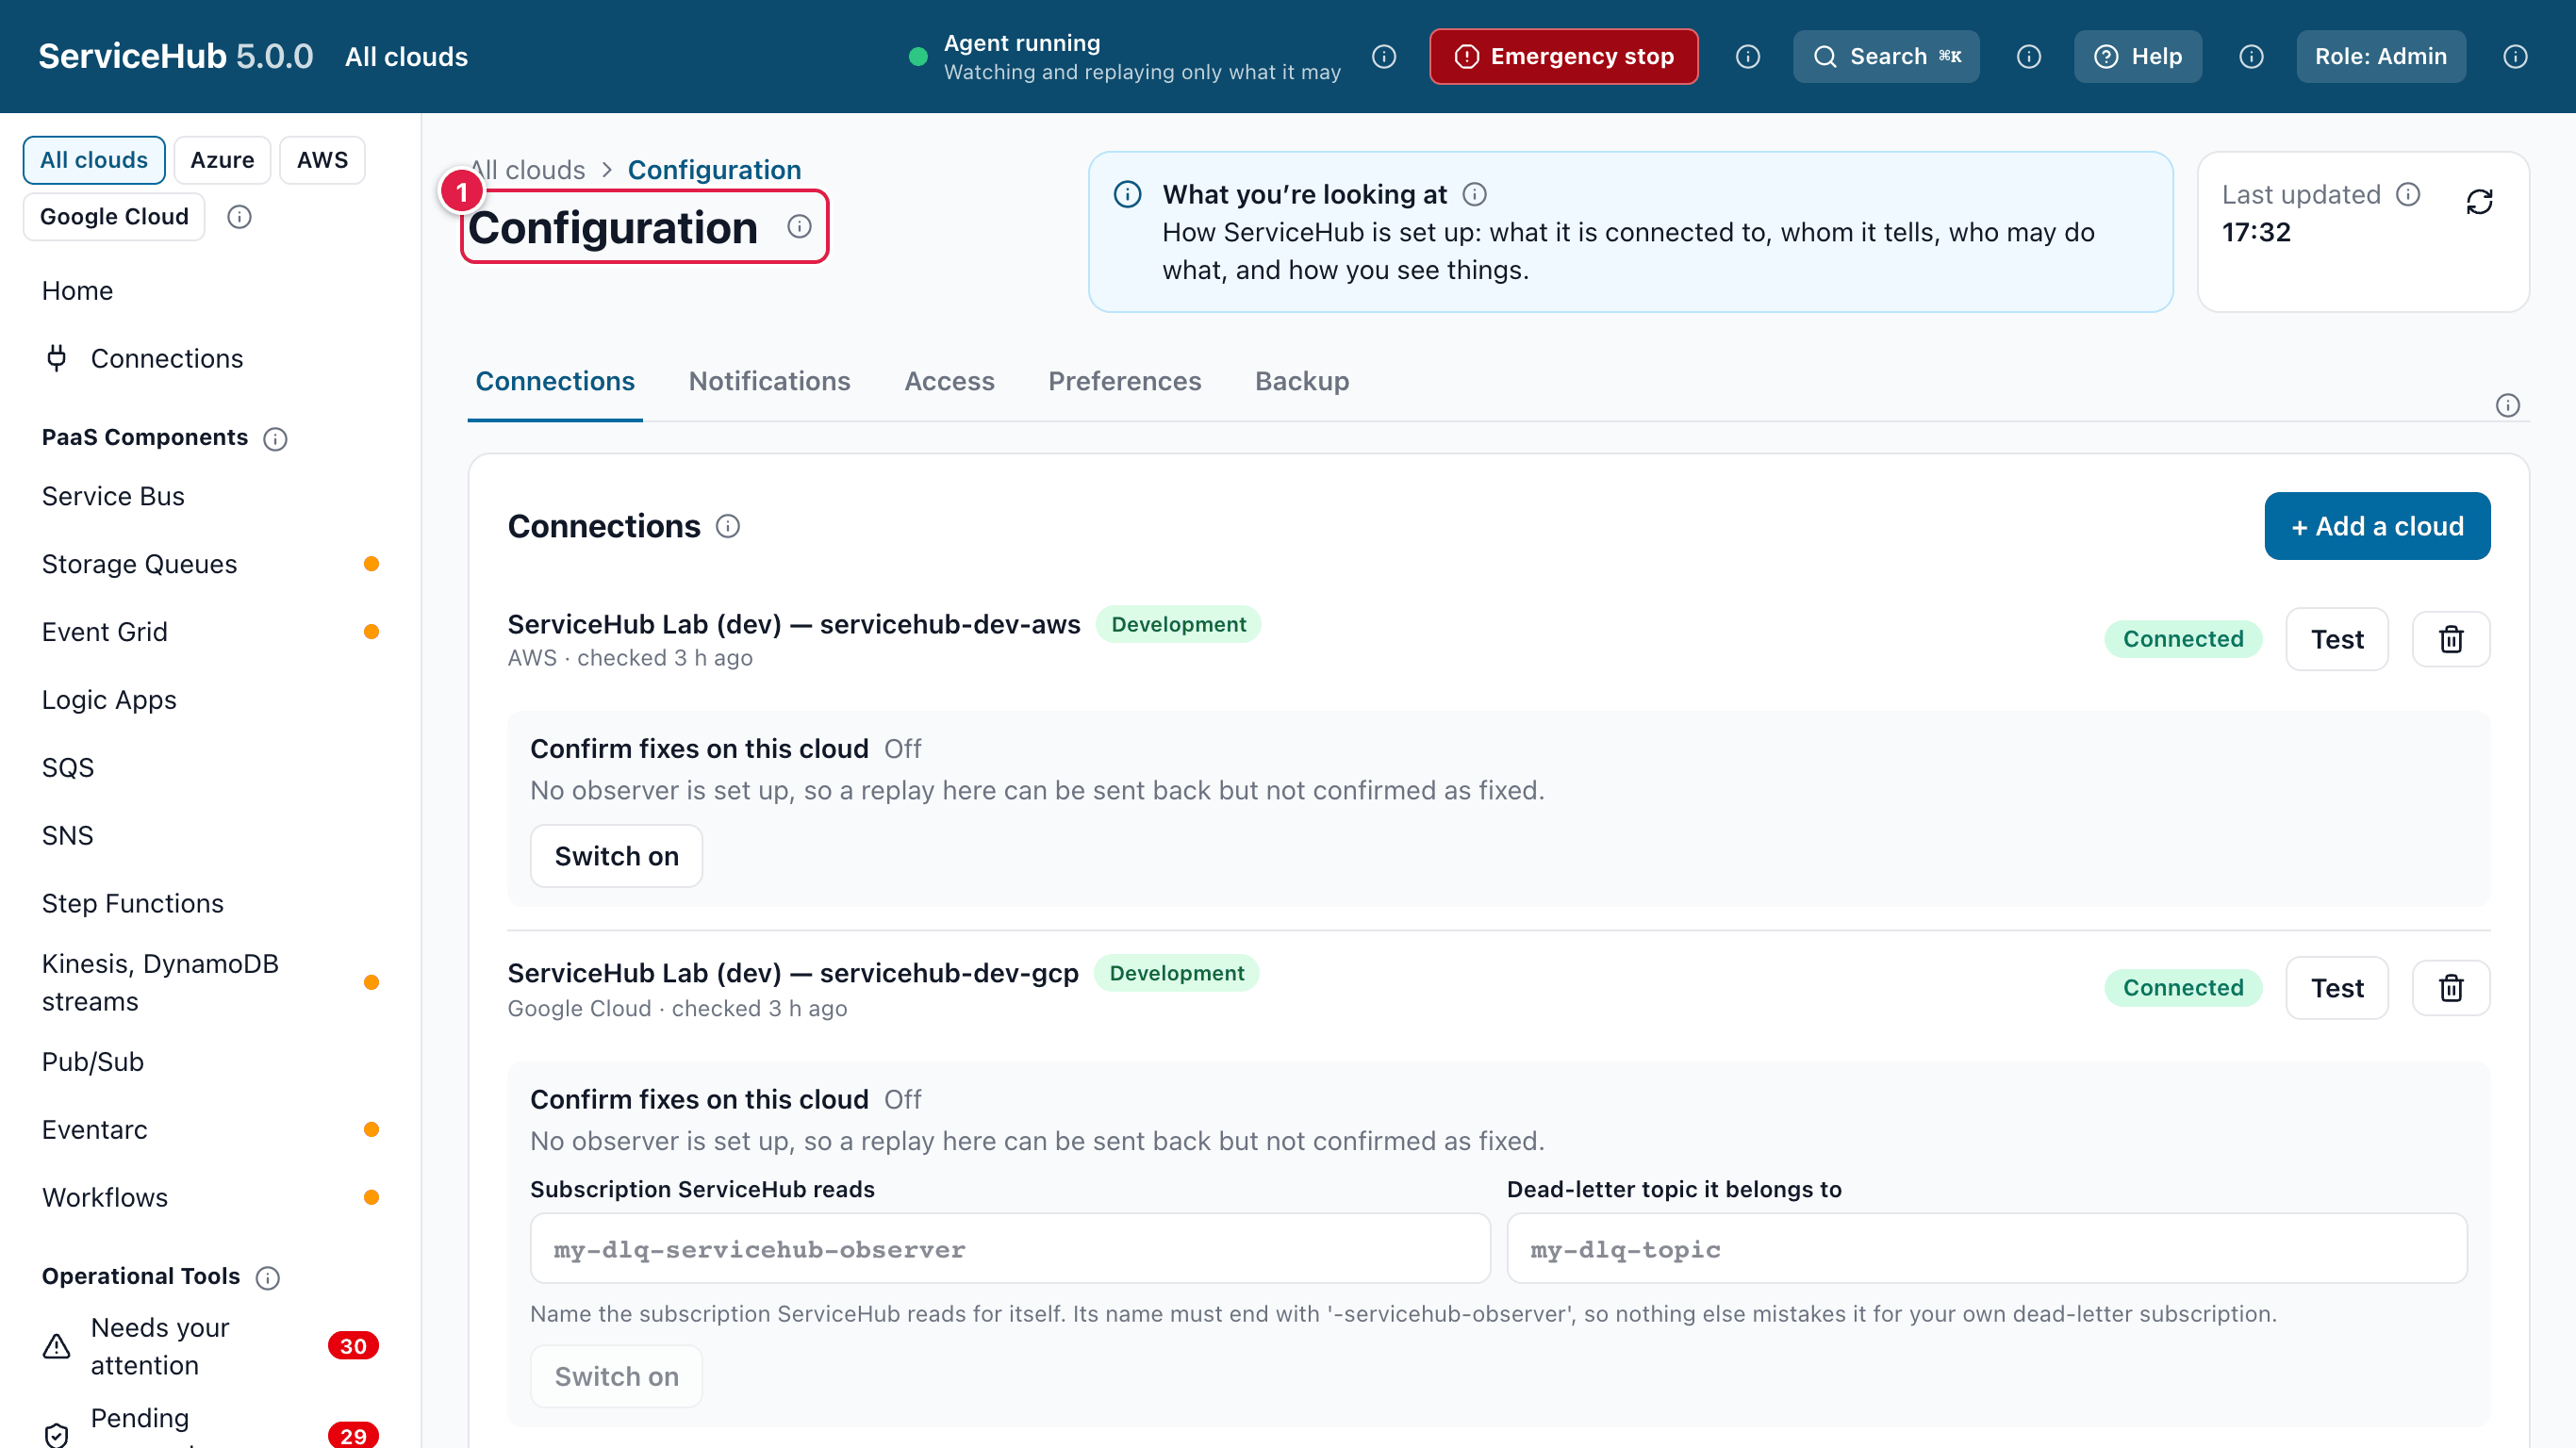 ServiceHub 5.0.0 All clouds
Agent running
Watching and replaying only what it may
Emergency stop
Search ⌘K
Help
Role: Admin
All clouds
Azure
AWS
Google Cloud
Home
Connections
PaaS Components
Service Bus
Storage Queues
Event Grid
Logic Apps
SQS
SNS
Step Functions
Kinesis, DynamoDB
streams
Pub/Sub
Eventarc
Workflows
Operational Tools
Needs your
attention
30
Pending
29
All clouds > Configuration
1
Configuration
What you’re looking at
How ServiceHub is set up: what it is connected to, whom it tells, who may do
what, and how you see things.
Last updated
17:32
Connections
Notifications
Access
Preferences
Backup
Connections
+ Add a cloud
ServiceHub Lab (dev) — servicehub-dev-aws Development
AWS · checked 3 h ago
Connected
Test
Confirm fixes on this cloud Off
No observer is set up, so a replay here can be sent back but not confirmed as fixed.
Switch on
ServiceHub Lab (dev) — servicehub-dev-gcp Development
Google Cloud · checked 3 h ago
Connected
Test
Confirm fixes on this cloud Off
No observer is set up, so a replay here can be sent back but not confirmed as fixed.
Subscription ServiceHub reads
my-dlq-servicehub-observer
Dead-letter topic it belongs to
my-dlq-topic
Name the subscription ServiceHub reads for itself. Its name must end with '-servicehub-observer', so nothing else mistakes it for your own dead-letter subscription.
Switch on